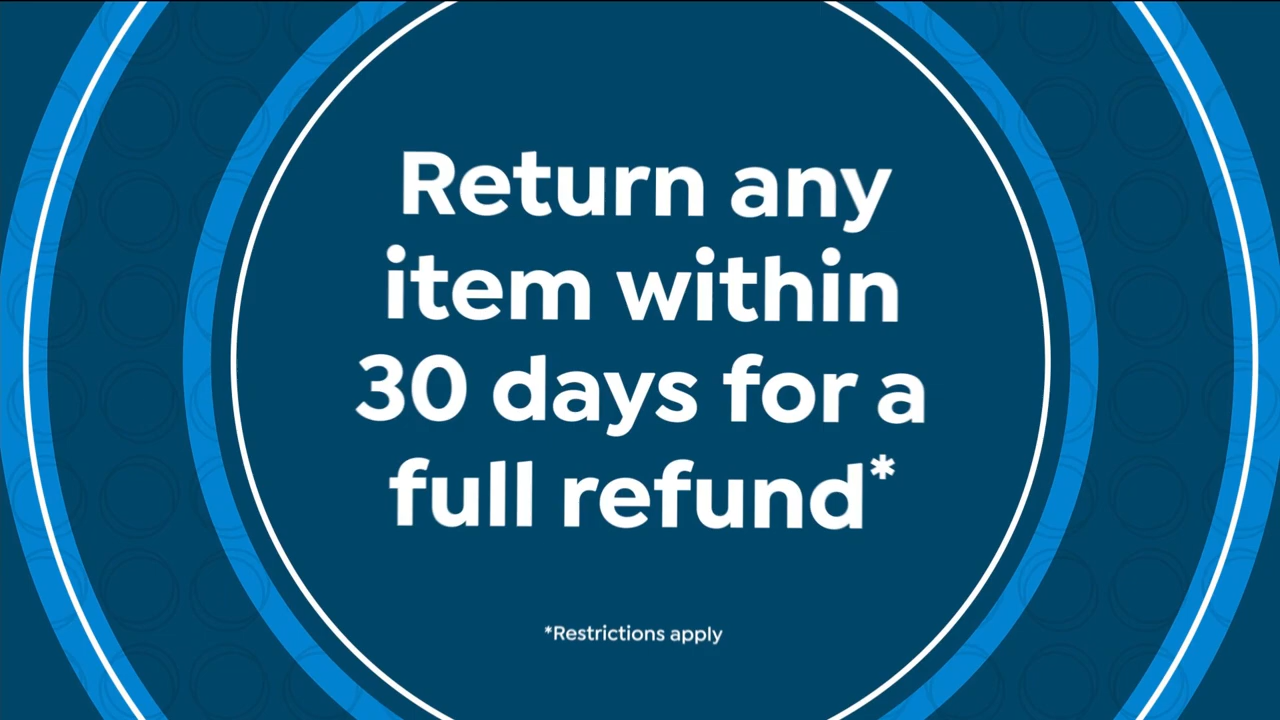 Return any
item within
30 days for a
full refund*
*Restrictions apply